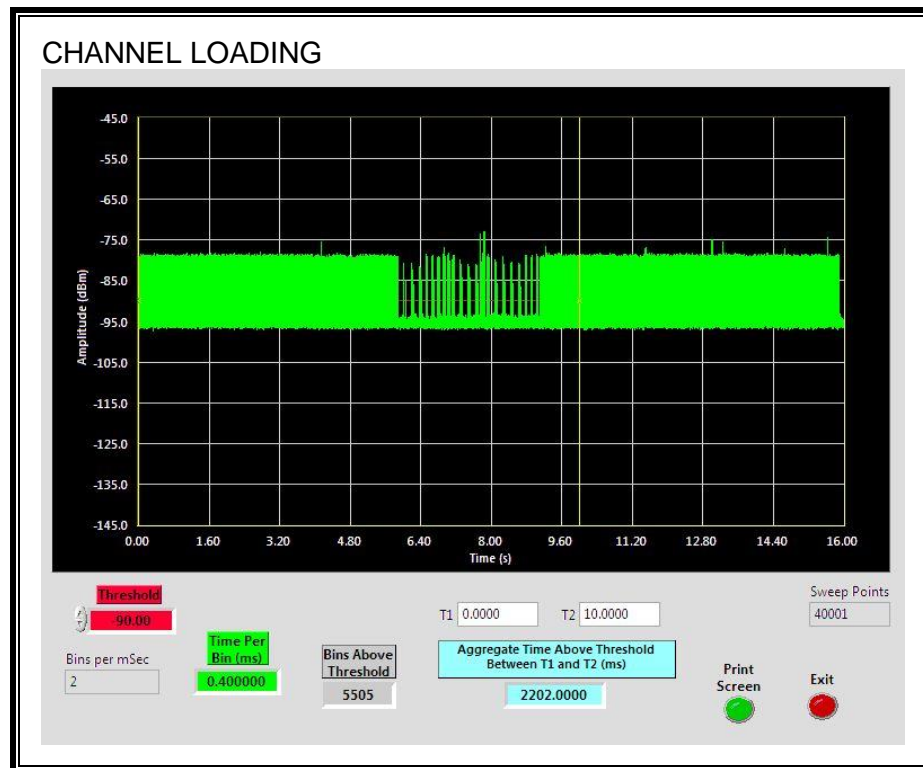 CHANNEL LOADING
-45.0
-55.0
-65.0
-75.0
-85.0
-95.0
-105.0
-115.0
-125.0
-135.0
-145.0
Amplitude (dBm)
0.00 1.60 3.20 4.80 6.40 8.00 9.60 11.20 12.80 14.40 16.00
Time (s)
Threshold
-90.00
T1 0.0000 T2 10.0000
Sweep Points
40001
Bins per mSec
2
Time Per
Bin (ms)
0.400000
Bins Above
Threshold
5505
Aggregate Time Above Threshold
Between T1 and T2 (ms)
2202.0000
Print
Screen
Exit